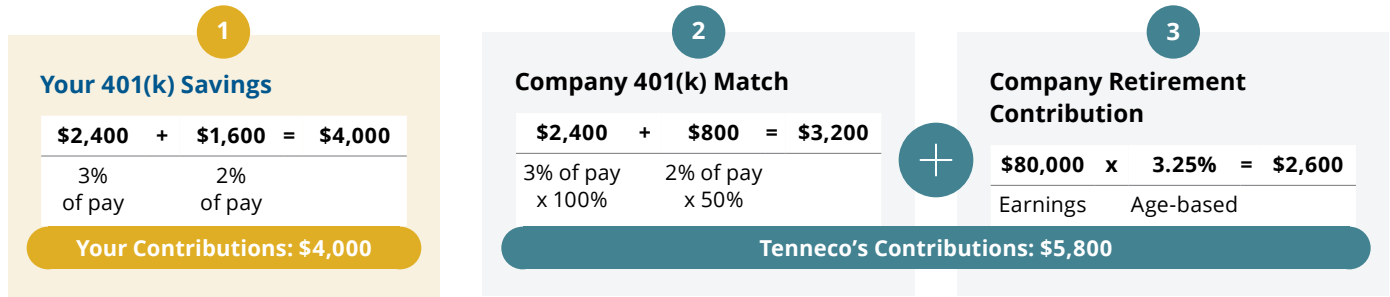 1
Your 401(k) Savings
$2,400 + $1,600 = $4,000
3% 2%
of pay of pay
Your Contributions: $4,000
2
Company 401(k) Match
$2,400 + $800 = $3,200
3% of pay 2% of pay
x 100% x 50%
+
3
Company Retirement
Contribution
$80,000 x 3.25% = $2,600
Earnings Age-based
Tenneco’s Contributions: $5,800